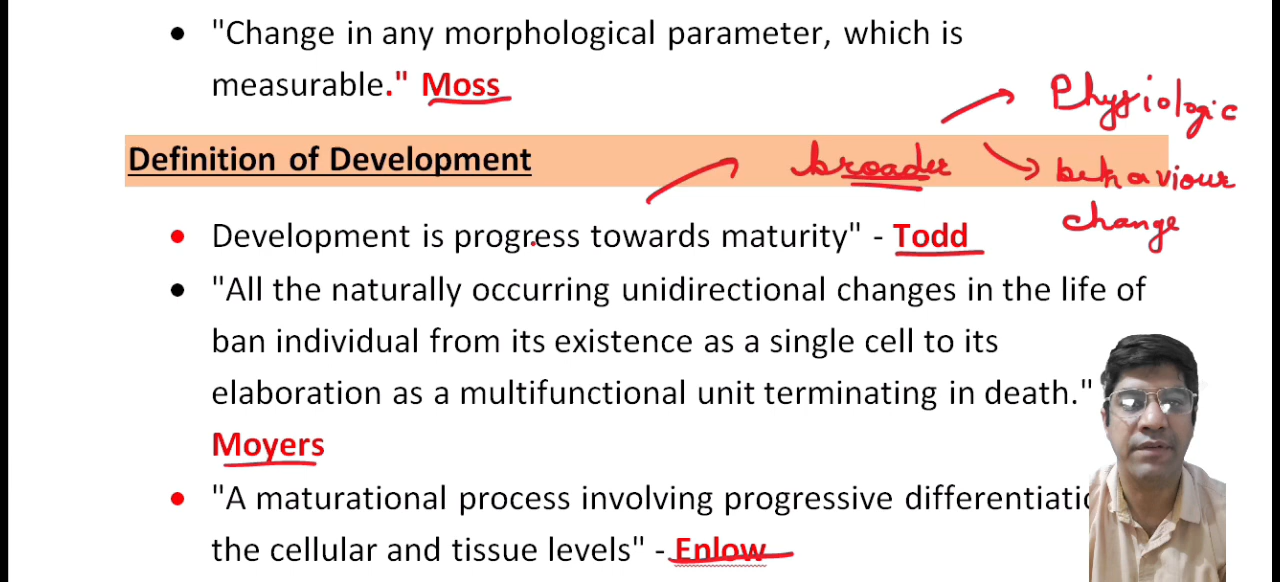 • "Change in any morphological parameter, which is
measurable." Moss
Physiologic
Definition of Development
broader
behaviour
change
• Development is progress towards maturity" - Todd
• "All the naturally occurring unidirectional changes in the life of
ban individual from its existence as a single cell to its
elaboration as a multifunctional unit terminating in death."
Moyers
• "A maturational process involving progressive
the cellular and tissue levels" - Enlow